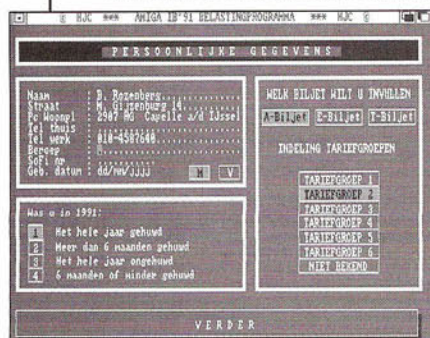 © HJC *** AMIGA IB'91 BELASTINGPROGRAMMA *** HJC ©
PERSOONLIJKE GEGEVENS
Naam : B. Rozenberg
Straat : M. Gijzenburg 14
Pc Woonpl : 2907 HG Capelle a/d IJssel
Tel thuis :
Tel werk : 010-4587648
Beroep :
SoFi nr :
Geb. datum : dd/mm/jjjj
M V
Was u in 1991:
1 Het hele jaar gehuwd
2 Meer dan 6 maanden gehuwd
3 Het hele jaar ongehuwd
4 6 maanden of minder gehuwd
WELK BILJET WILT U INVULLEN
A-Biljet E-Biljet T-Biljet
INDELING TARIEFGROEPEN
TARIEFGROEP 1
TARIEFGROEP 2
TARIEFGROEP 3
TARIEFGROEP 4
TARIEFGROEP 5
TARIEFGROEP 6
NIET BEKEND
VERDER